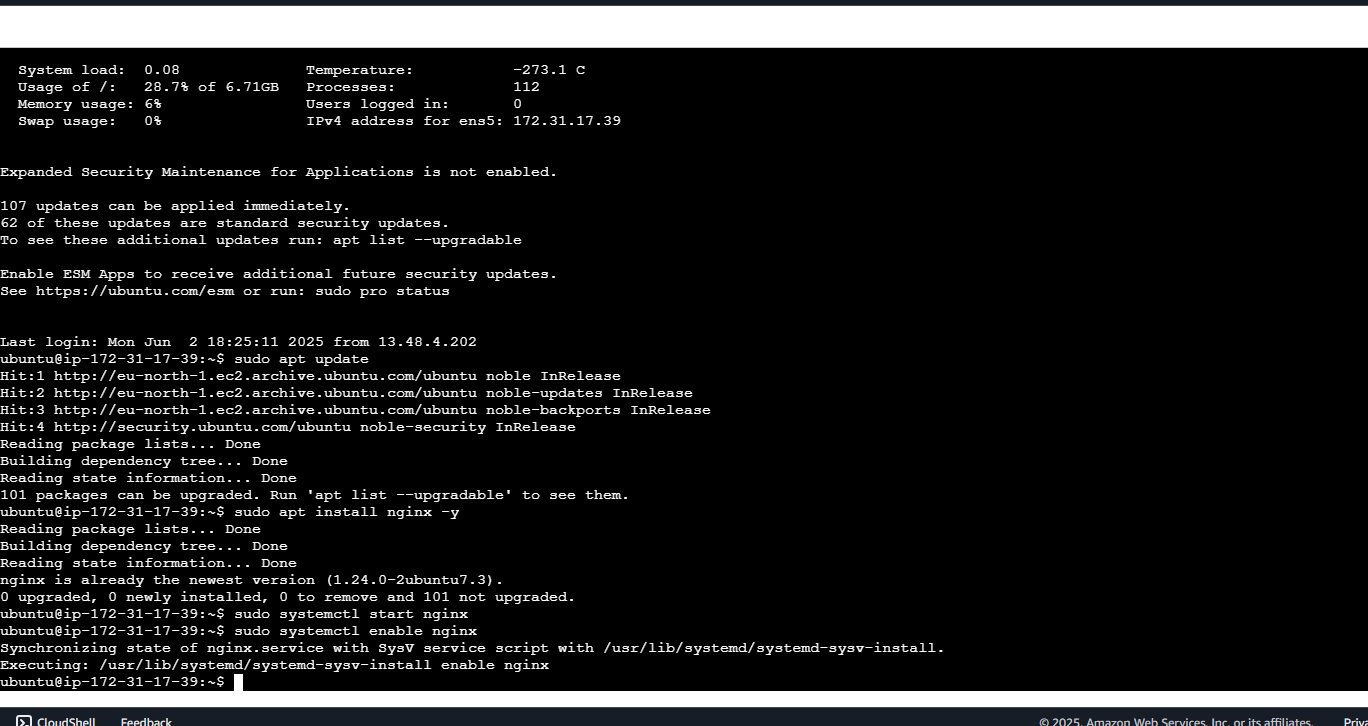 System load:  0.08              Temperature:           -273.1 C
Usage of /:   28.7% of 6.71GB   Processes:             112
Memory usage: 6%                Users logged in:       0
Swap usage:   0%                IPv4 address for ens5: 172.31.17.39
Expanded Security Maintenance for Applications is not enabled.
107 updates can be applied immediately.
62 of these updates are standard security updates.
To see these additional updates run: apt list --upgradable
Enable ESM Apps to receive additional future security updates.
See https://ubuntu.com/esm or run: sudo pro status
Last login: Mon Jun  2 18:25:11 2025 from 13.48.4.202
ubuntu@ip-172-31-17-39:~$ sudo apt update
Hit:1 http://eu-north-1.ec2.archive.ubuntu.com/ubuntu noble InRelease
Hit:2 http://eu-north-1.ec2.archive.ubuntu.com/ubuntu noble-updates InRelease
Hit:3 http://eu-north-1.ec2.archive.ubuntu.com/ubuntu noble-backports InRelease
Hit:4 http://security.ubuntu.com/ubuntu noble-security InRelease
Reading package lists... Done
Building dependency tree... Done
Reading state information... Done
101 packages can be upgraded. Run 'apt list --upgradable' to see them.
ubuntu@ip-172-31-17-39:~$ sudo apt install nginx -y
Reading package lists... Done
Building dependency tree... Done
Reading state information... Done
nginx is already the newest version (1.24.0-2ubuntu7.3).
0 upgraded, 0 newly installed, 0 to remove and 101 not upgraded.
ubuntu@ip-172-31-17-39:~$ sudo systemctl start nginx
ubuntu@ip-172-31-17-39:~$ sudo systemctl enable nginx
Synchronizing state of nginx.service with SysV service script with /usr/lib/systemd/systemd-sysv-install.
Executing: /usr/lib/systemd/systemd-sysv-install enable nginx
ubuntu@ip-172-31-17-39:~$
CloudShell Feedback © 2025, Amazon Web Services, Inc. or its affiliates.